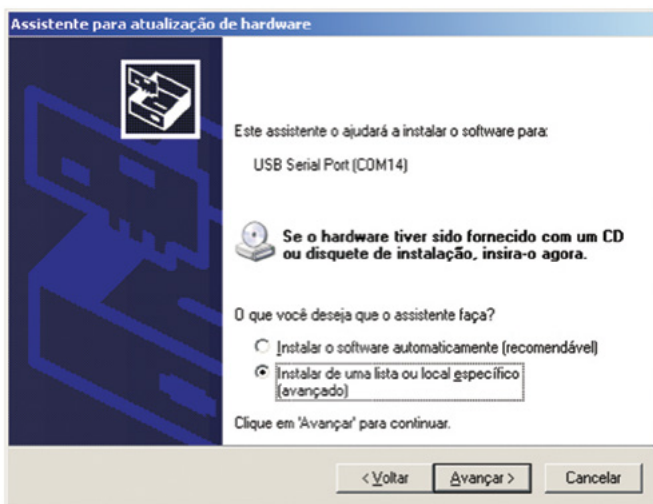 Assistente para atualização de hardware
Este assistente o ajudará a instalar o software para:
USB Serial Port (COM14)
Se o hardware tiver sido fornecido com um CD
ou disquete de instalação, insira-o agora.
O que você deseja que o assistente faça?
Instalar o software automaticamente (recomendável)
Instalar de uma lista ou local específico
(avançado)
Clique em 'Avançar' para continuar.
< Voltar Avançar > Cancelar